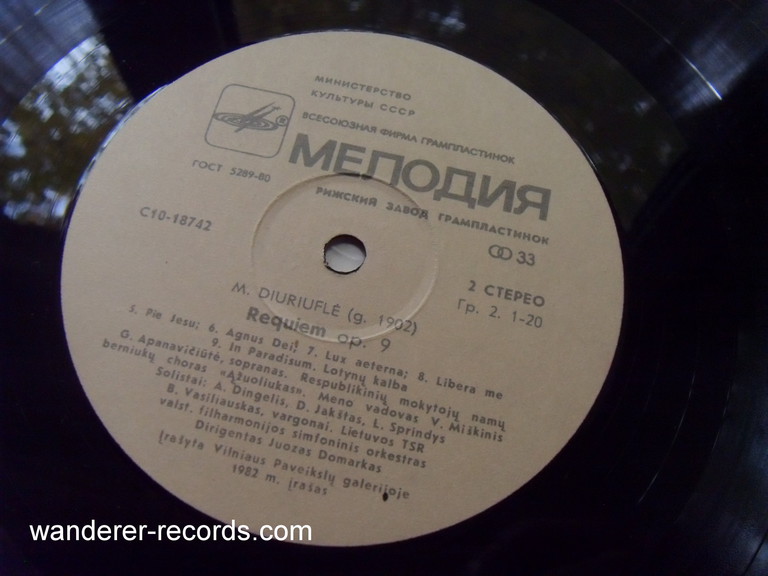 МИНИСТЕРСТВО
КУЛЬТУРЫ СССР
ВСЕСОЮЗНАЯ ФИРМА ГРАМПЛАСТИНОК
®
МЕЛОДИЯ
ГОСТ 5289-80
РИЖСКИЙ ЗАВОД ГРАМПЛАСТИНОК
С10-18742
33
2 СТЕРЕО
Гр. 2. 1-20
M. DIURIUFLĖ (g. 1902)
Requiem op. 9
5. Pie Jesu; 6. Agnus Dei; 7. Lux aeterna; 8. Libera me
9. In Paradisum. Lotynų kalba
G. Apanavičiūtė, sopranas. Respublikinių mokytojų namų
berniukų choras «Ąžuoliukas». Meno vadovas V. Miškinis
Solistai: A. Dingelis, D. Jakštas, L. Sprindys
B. Vasiliauskas, vargonai. Lietuvos TSR
valst. filharmonijos simfoninis orkestras
Dirigentas Juozas Domarkas
Įrašyta Vilniaus Paveikslų galerijoje
1982 m. įrašas
wanderer-records.com